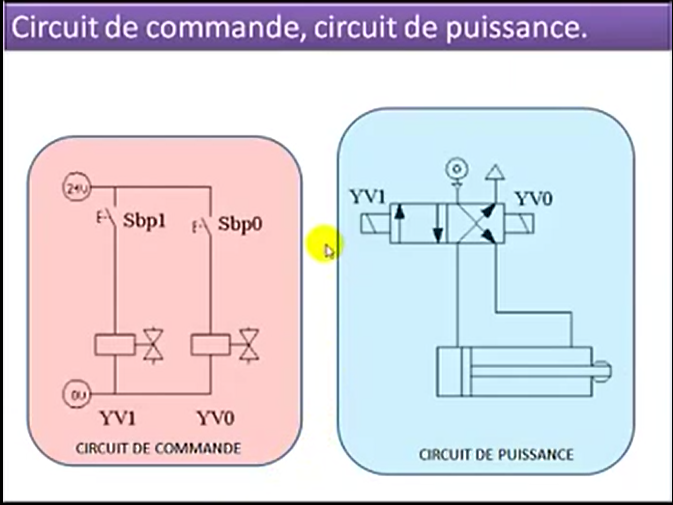 Circuit de commande, circuit de puissance.
24V
Sbp1
Sbp0
0V
YV1
YV0
CIRCUIT DE COMMANDE
YV1
YV0
CIRCUIT DE PUISSANCE